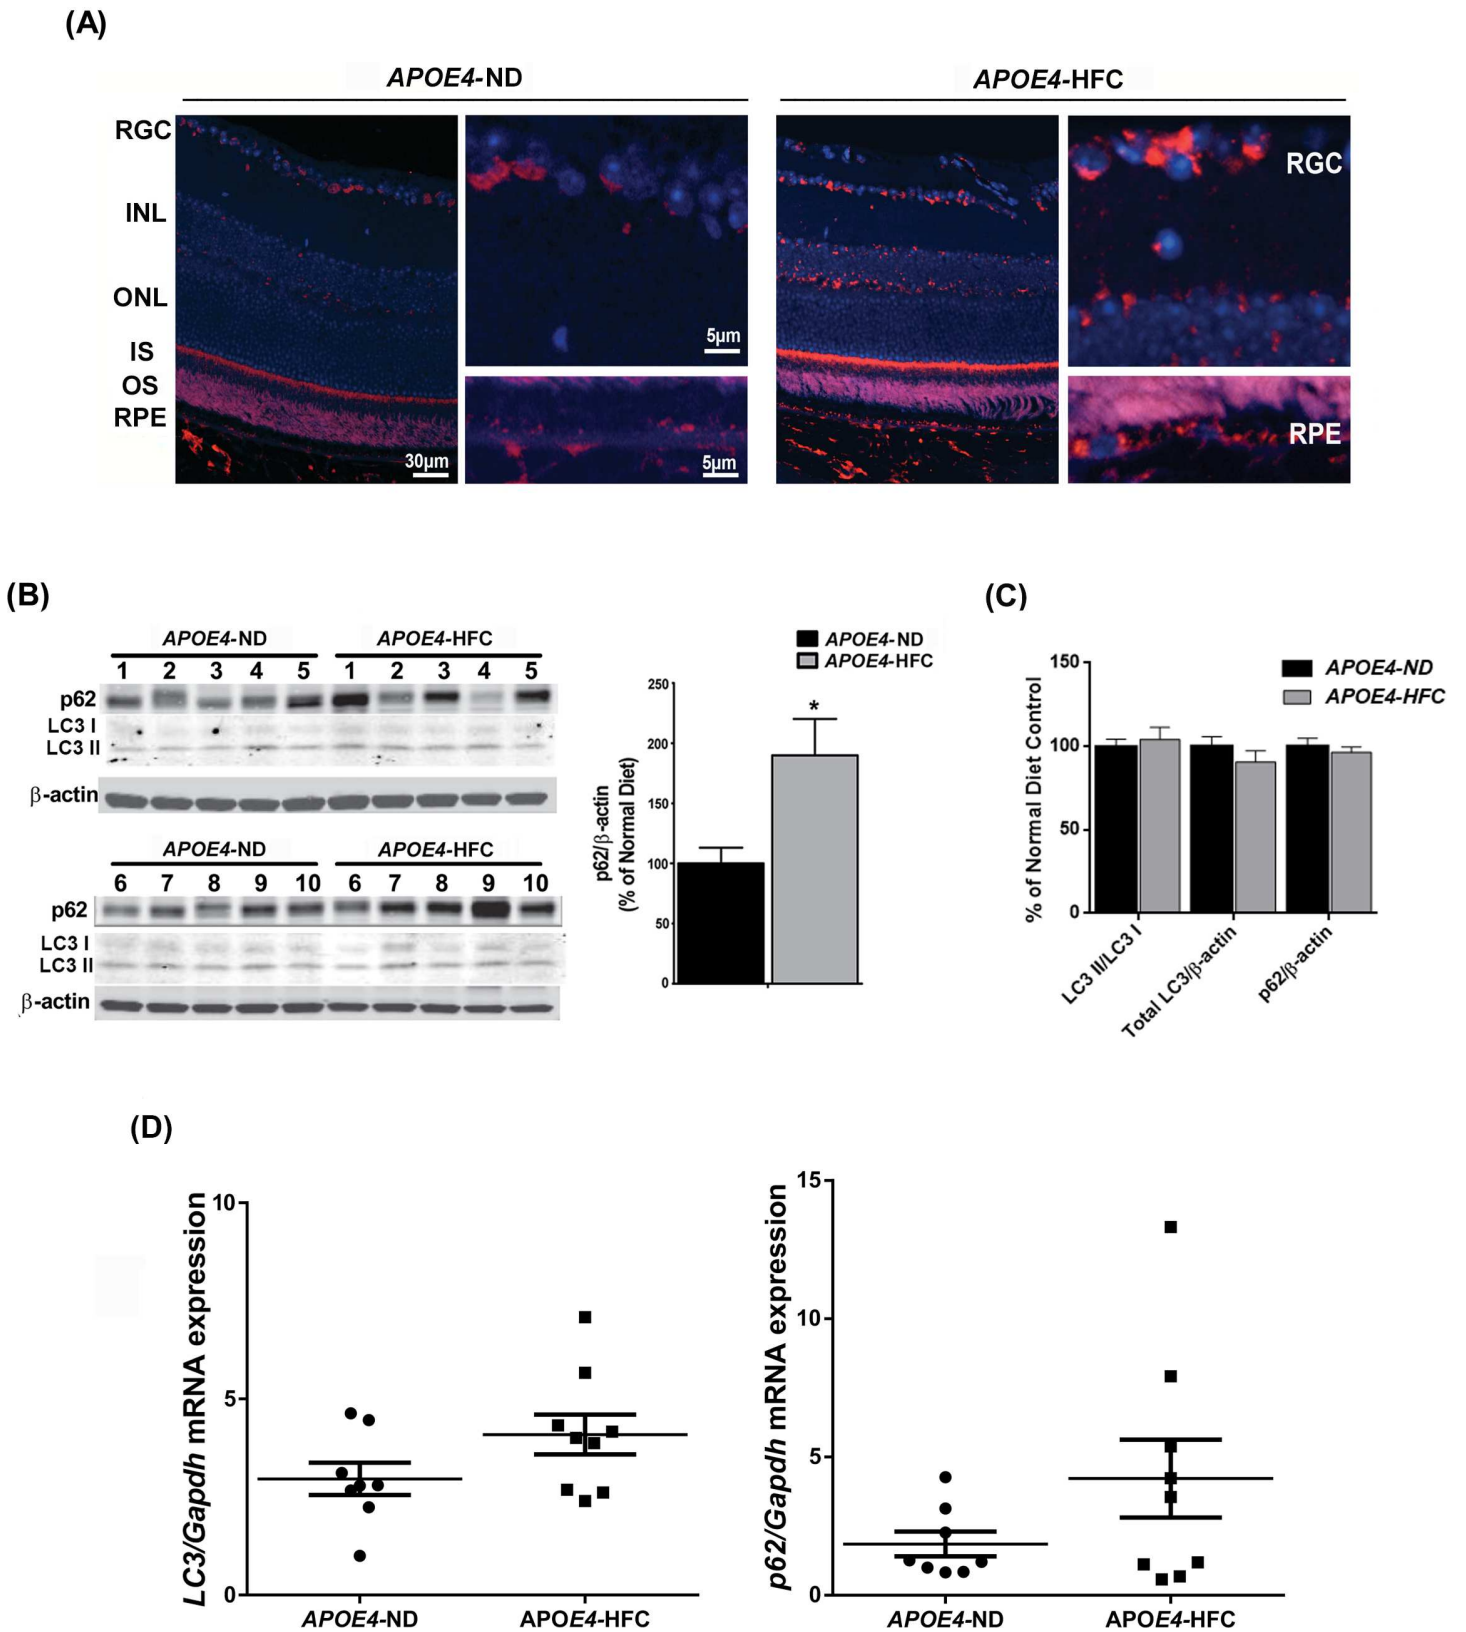 (A)
APOE4-ND
APOE4-HFC
RGC
INL
ONL
IS
OS
RPE
30µm
5µm
5µm
RGC
RPE
(B)
APOE4-ND
APOE4-HFC
1 2 3 4 5 1 2 3 4 5
p62
LC3 I
LC3 II
β-actin
APOE4-ND
APOE4-HFC
6 7 8 9 10 6 7 8 9 10
p62
LC3 I
LC3 II
β-actin
APOE4-ND
APOE4-HFC
p62/β-actin
(% of Normal Diet)
250
200
150
100
50
0
*
(C)
APOE4-ND
APOE4-HFC
% of Normal Diet Control
150
100
50
0
LC3 II/LC3 I
Total LC3/β-actin
p62/β-actin
(D)
LC3/Gapdh mRNA expression
10
5
0
APOE4-ND
APOE4-HFC
p62/Gapdh mRNA expression
15
10
5
0
APOE4-ND
APOE4-HFC